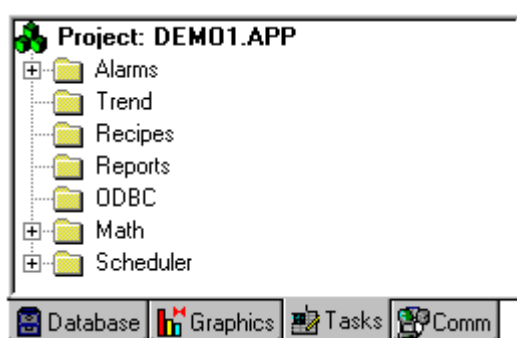 Project: DEMO1.APP
Alarms
Trend
Recipes
Reports
ODBC
Math
Scheduler
Database Graphics Tasks Comm